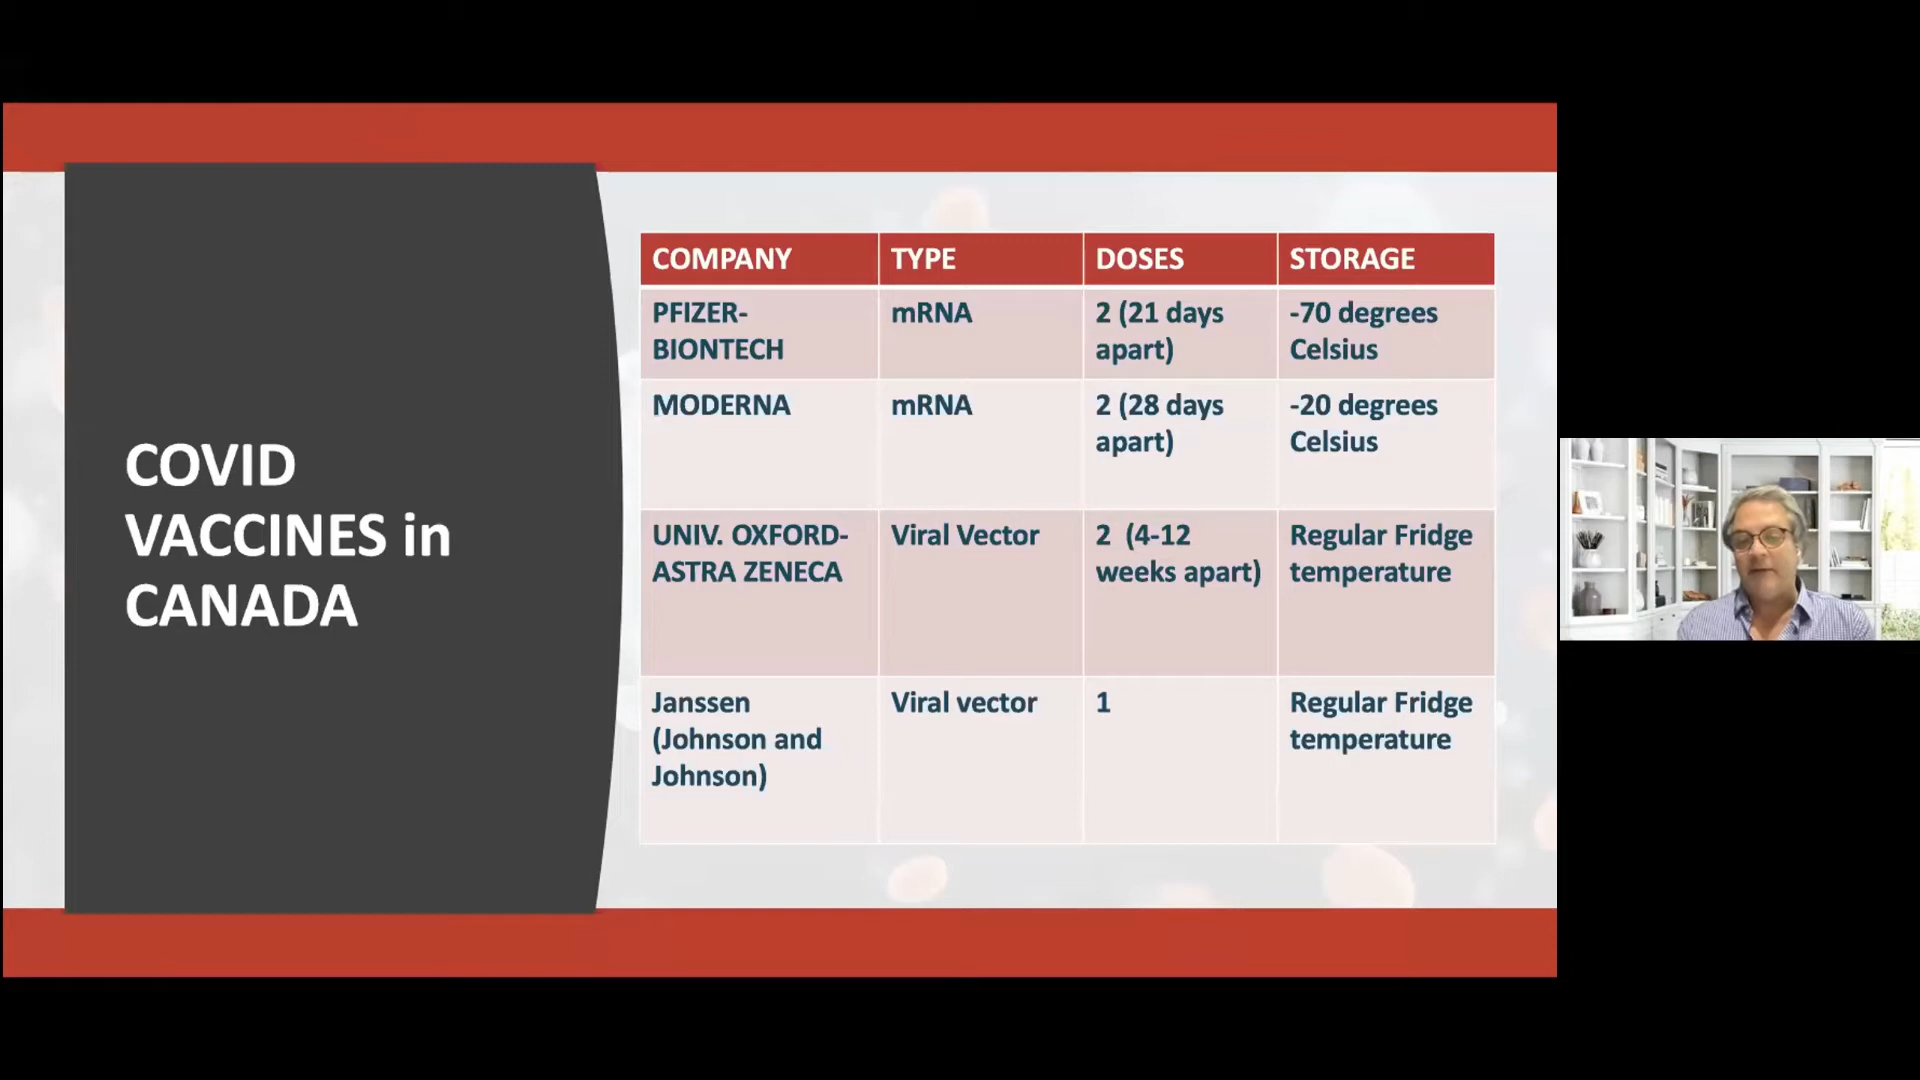 COVID
VACCINES in
CANADA
COMPANY TYPE DOSES STORAGE
PFIZER- mRNA 2 (21 days -70 degrees
BIONTECH apart) Celsius
MODERNA mRNA 2 (28 days -20 degrees
apart) Celsius
UNIV. OXFORD- Viral Vector 2 (4-12 Regular Fridge
ASTRA ZENECA weeks apart) temperature
Janssen Viral vector 1 Regular Fridge
(Johnson and temperature
Johnson)